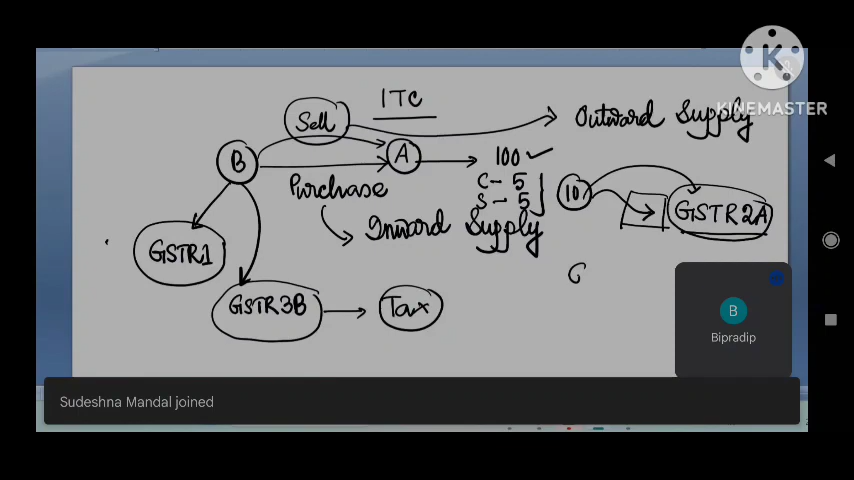 ITC
Sell
Outward Supply
B
A
100
Purchase
C - 5
S - 5
10
GSTR2A
Inward Supply
GSTR1
GSTR3B
Tax
K
KINEMASTER
B
Bipradip
Sudeshna Mandal joined